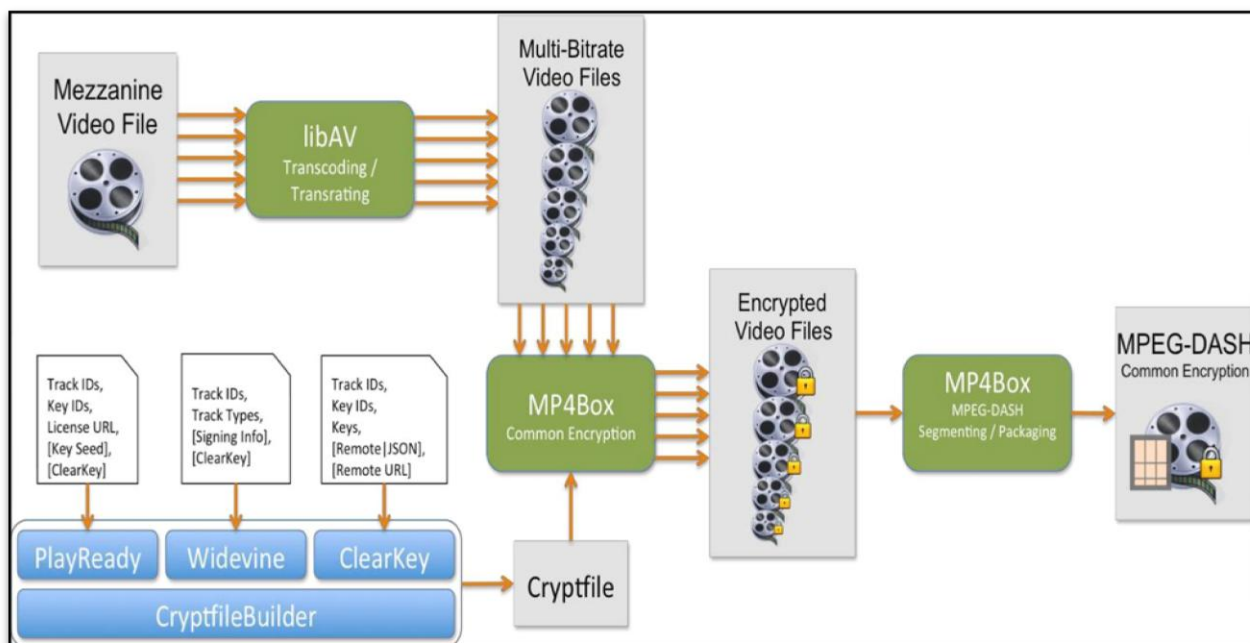 Mezzanine
Video File
libAV
Transcoding /
Transrating
Multi-Bitrate
Video Files
Track IDs,
Key IDs,
License URL,
[Key Seed],
[ClearKey]
Track IDs,
Track Types,
[Signing Info],
[ClearKey]
Track IDs,
Key IDs,
Keys,
[Remote|JSON],
[Remote URL]
PlayReady
Widevine
ClearKey
CryptfileBuilder
Cryptfile
MP4Box
Common Encryption
Encrypted
Video Files
MP4Box
MPEG-DASH
Segmenting / Packaging
MPEG-DASH
Common Encryption